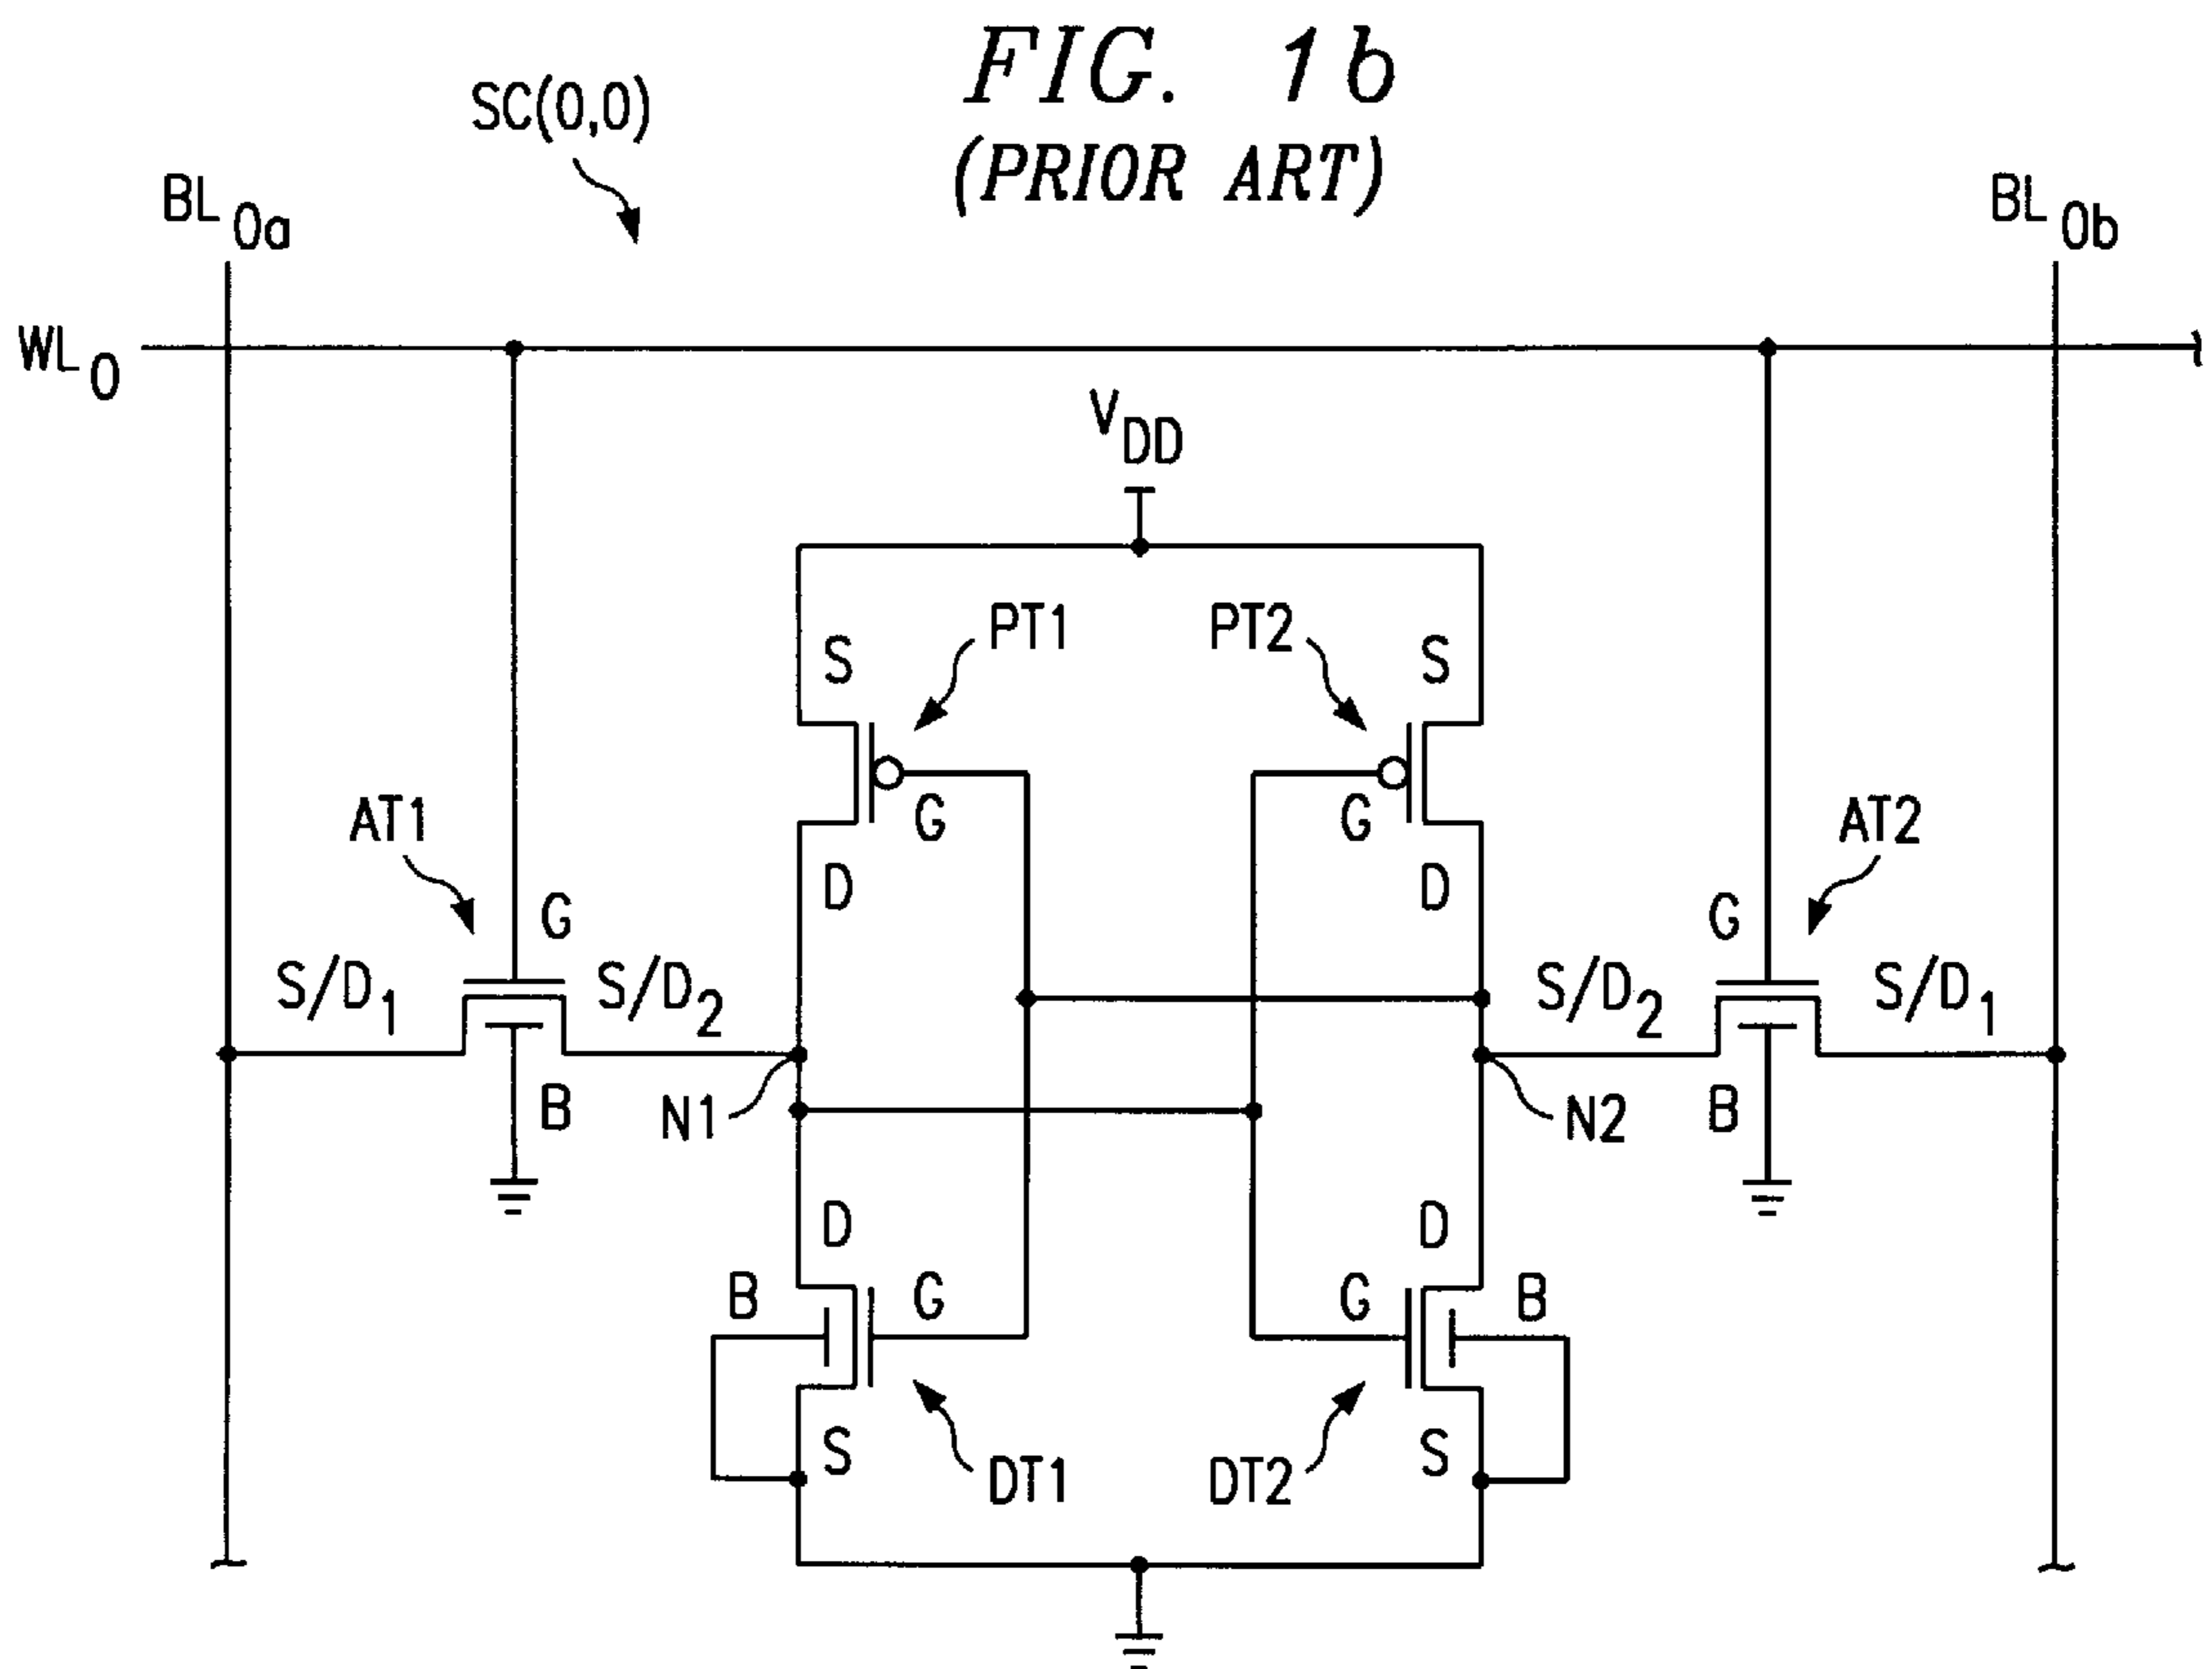 FIG. 1b
(PRIOR ART)
SC(0,0)
BL0a
BL0b
WL0
VDD
PT1
PT2
S
S
G
G
D
D
AT1
AT2
G
G
S/D1
S/D2
S/D2
S/D1
B
B
N1
N2
D
D
B
G
G
B
S
S
DT1
DT2